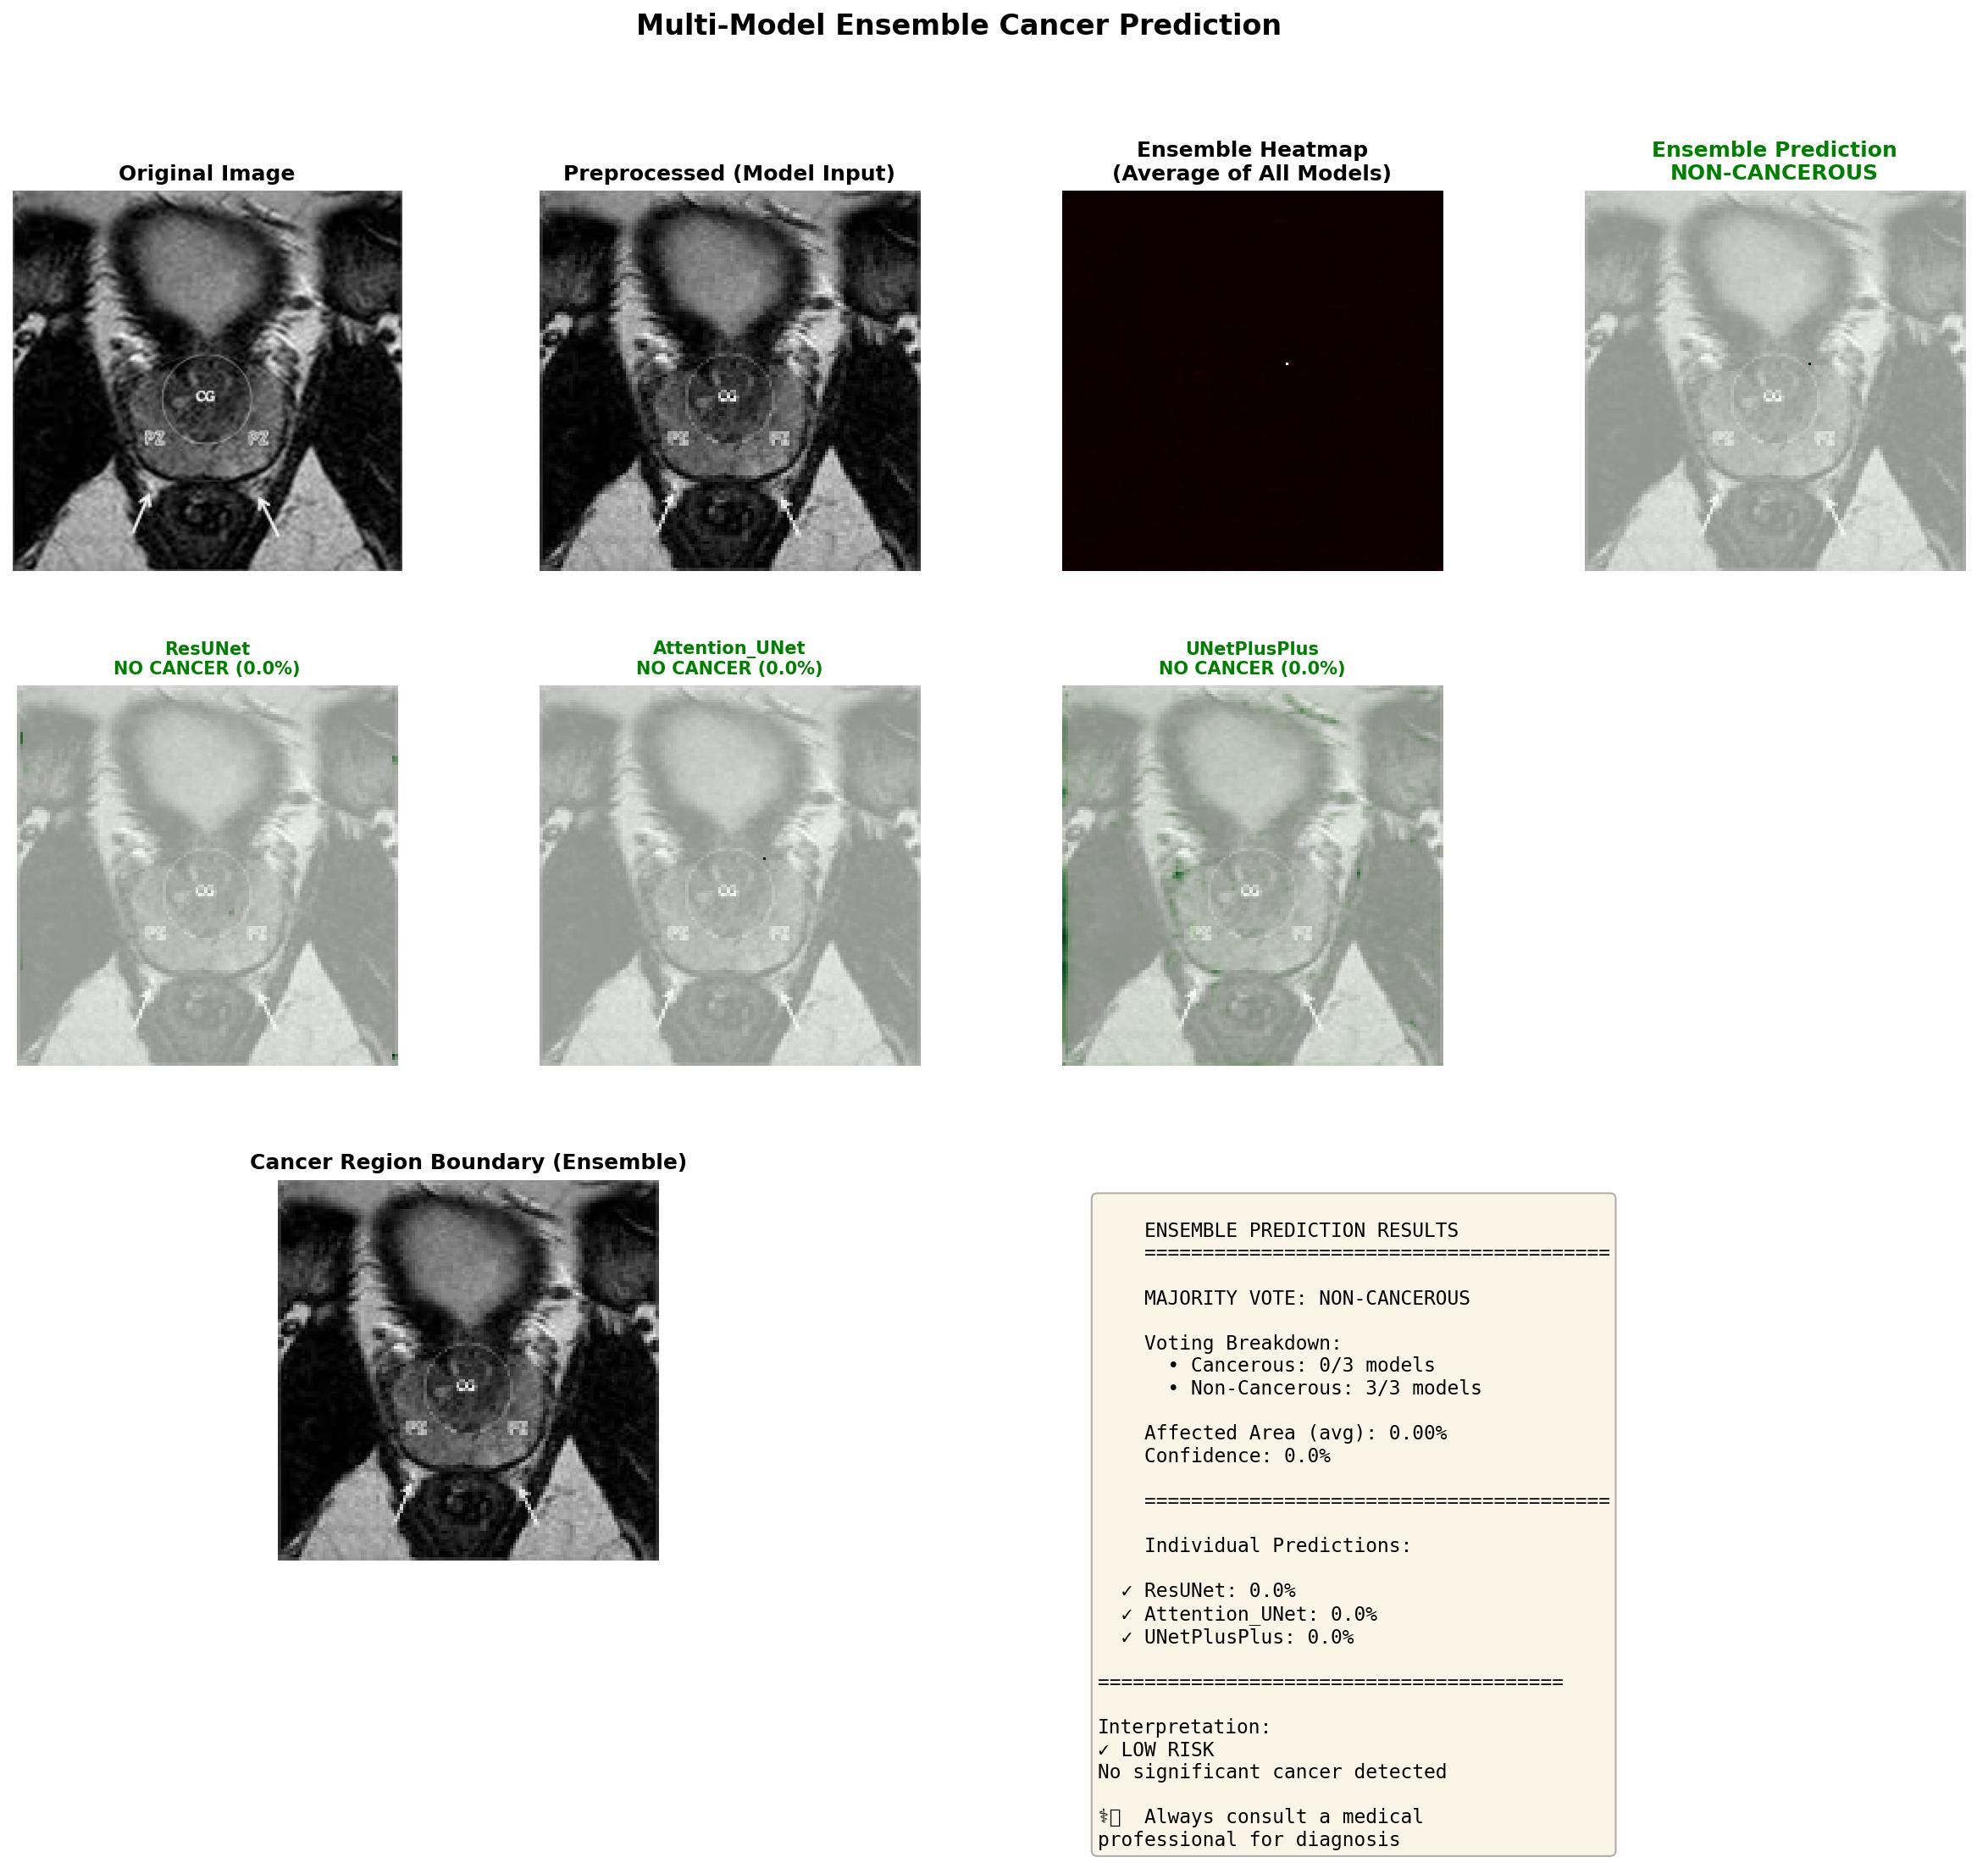 Multi-Model Ensemble Cancer Prediction
Original Image
Preprocessed (Model Input)
Ensemble Heatmap
(Average of All Models)
Ensemble Prediction
NON-CANCEROUS
CG
PZ PZ
CG
PZ PZ
CG
PZ PZ
ResUNet
NO CANCER (0.0%)
Attention_UNet
NO CANCER (0.0%)
UNetPlusPlus
NO CANCER (0.0%)
CG
PZ PZ
CG
PZ PZ
CG
PZ PZ
Cancer Region Boundary (Ensemble)
CG
PZ PZ
ENSEMBLE PREDICTION RESULTS
========================================
MAJORITY VOTE: NON-CANCEROUS
Voting Breakdown:
• Cancerous: 0/3 models
• Non-Cancerous: 3/3 models
Affected Area (avg): 0.00%
Confidence: 0.0%
========================================
Individual Predictions:
✓ ResUNet: 0.0%
✓ Attention_UNet: 0.0%
✓ UNetPlusPlus: 0.0%
========================================
Interpretation:
✓ LOW RISK
No significant cancer detected
⚕️ Always consult a medical
professional for diagnosis